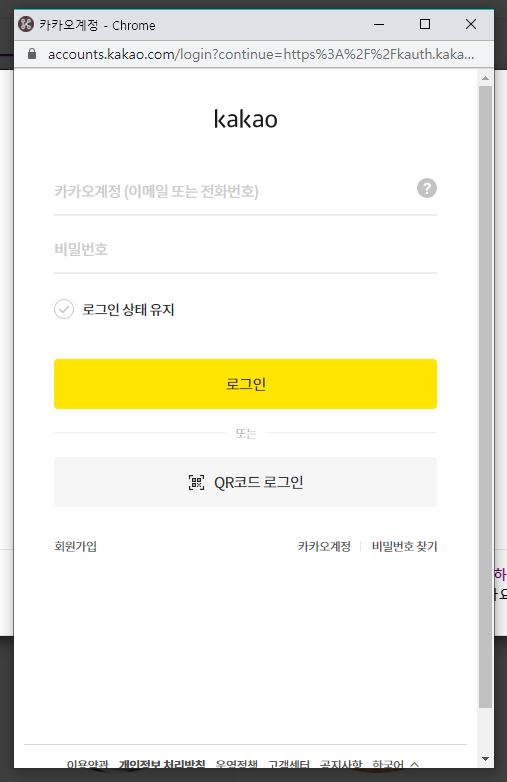 카카오계정 - Chrome
accounts.kakao.com/login?continue=https%3A%2F%2Fkauth.kaka...
kakao
카카오계정 (이메일 또는 전화번호)
?
비밀번호
로그인 상태 유지
로그인
또는
QR코드 로그인
회원가입 카카오계정 비밀번호 찾기
하
이용약관 개인정보 처리방침 운영정책 고객센터 공지사항 한국어